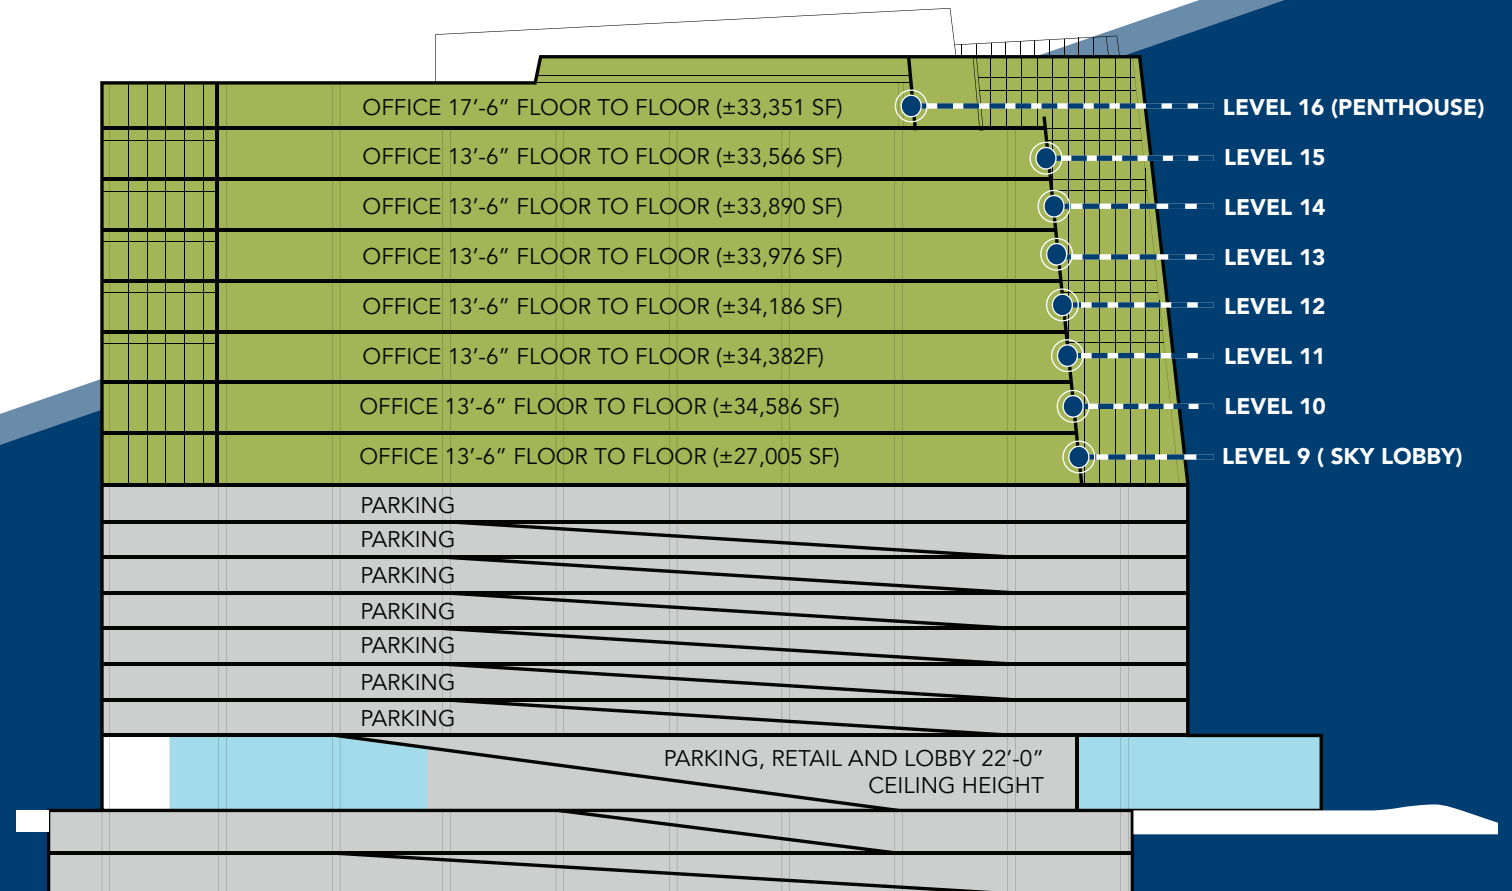 OFFICE 17’-6” FLOOR TO FLOOR (±33,351 SF) LEVEL 16 (PENTHOUSE)
OFFICE 13’-6” FLOOR TO FLOOR (±33,566 SF) LEVEL 15
OFFICE 13’-6” FLOOR TO FLOOR (±33,890 SF) LEVEL 14
OFFICE 13’-6” FLOOR TO FLOOR (±33,976 SF) LEVEL 13
OFFICE 13’-6” FLOOR TO FLOOR (±34,186 SF) LEVEL 12
OFFICE 13’-6” FLOOR TO FLOOR (±34,382F) LEVEL 11
OFFICE 13’-6” FLOOR TO FLOOR (±34,586 SF) LEVEL 10
OFFICE 13’-6” FLOOR TO FLOOR (±27,005 SF) LEVEL 9 ( SKY LOBBY)
PARKING
PARKING
PARKING
PARKING
PARKING
PARKING
PARKING
PARKING, RETAIL AND LOBBY 22’-0”
CEILING HEIGHT